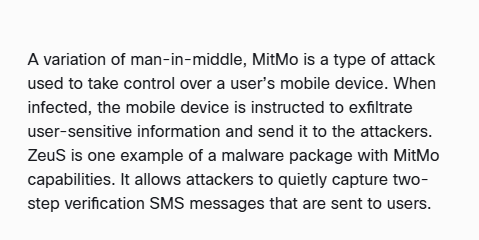 A variation of man-in-middle, MitMo is a type of attack
used to take control over a user’s mobile device. When
infected, the mobile device is instructed to exfiltrate
user-sensitive information and send it to the attackers.
ZeuS is one example of a malware package with MitMo
capabilities. It allows attackers to quietly capture two-
step verification SMS messages that are sent to users.